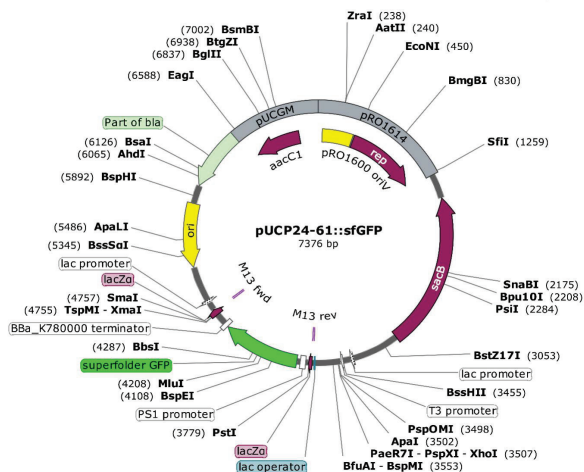 (7002) BsmBI
(6938) BtgZI
(6837) BglII
(6588) EagI
Part of bla
(6126) BsaI
(6065) AhdI
(5892) BspHI
(5486) ApaLI
(5345) BssSαI
lac promoter
lacZα
(4757) SmaI
(4755) TspMI - XmaI
BBa_K780000 terminator
(4287) BbsI
superfolder GFP
(4208) MluI
(4108) BspEI
PS1 promoter
(3779) PstI
lacZα
lac operator
ZraI (238)
AatII (240)
EcoNI (450)
BmgBI (830)
SfiI (1259)
SnaBI (2175)
Bpu10I (2208)
PsiI (2284)
BstZ17I (3053)
lac promoter
BssHII (3455)
T3 promoter
PspOMI (3498)
ApaI (3502)
PaeR7I - PspXI - XhoI (3507)
BfuAI - BspMI (3553)
pUCGM
pRO1614
aacC1
pRO1600 oriV
rep
ori
sacB
pUCP24-61::sfGFP
7376 bp
M13 fwd
M13 rev